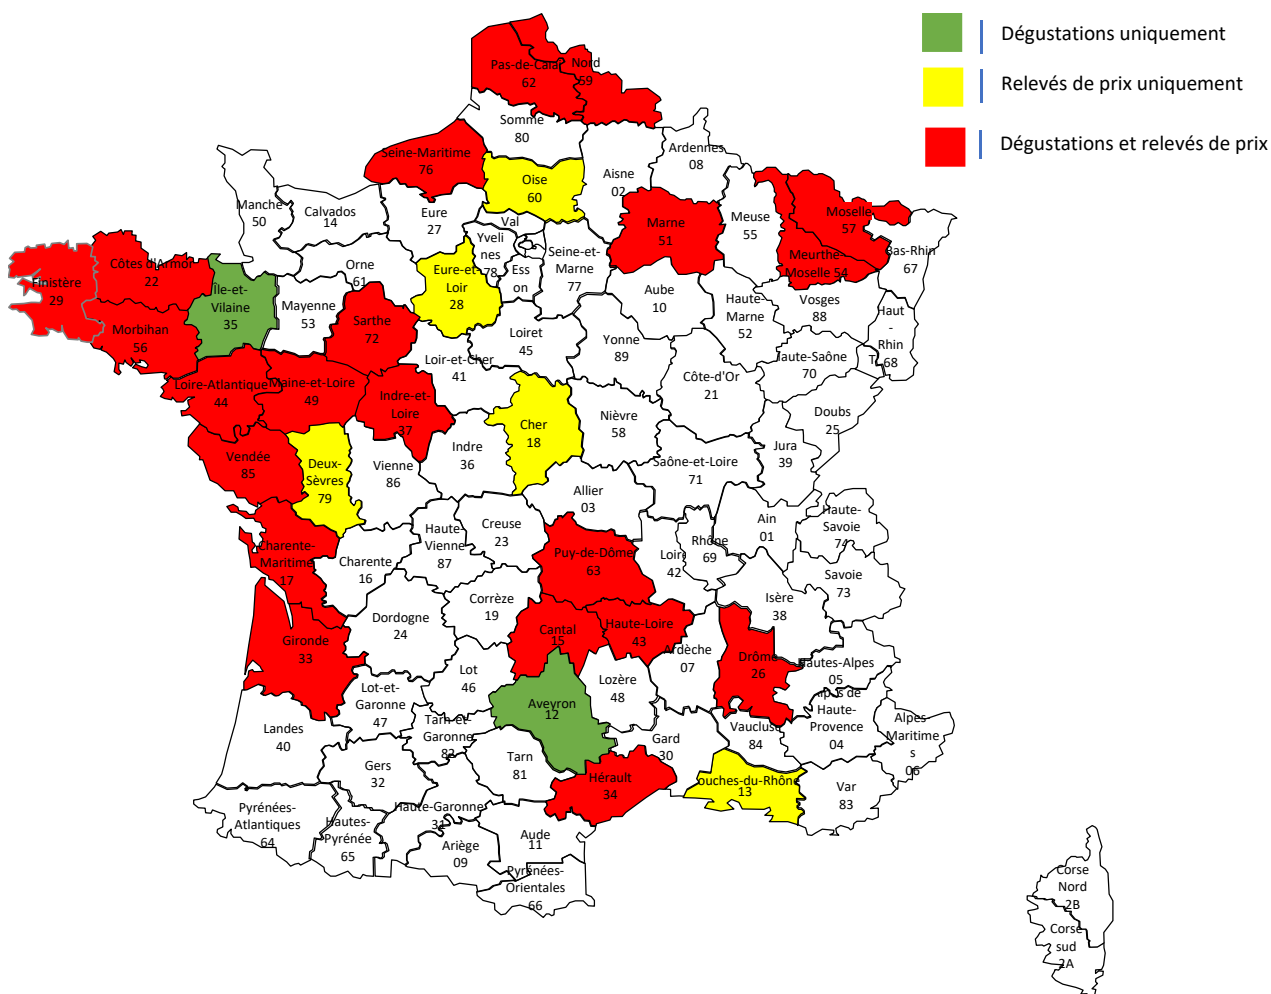 Dégustations uniquement
Relevés de prix uniquement
Dégustations et relevés de prix
Pas-de-Calai
62
Nord
59
Somme
80
Seine-Maritime
76
Oise
60
Aisne
02
Ardennes
08
Manche
50
Calvados
14
Eure
27
Val
Yveli
nes
78
Ess
on
Seine-et-
Marne
77
Marne
51
Meuse
55
Moselle
57
Meurthe-
Moselle 54
Bas-Rhin
67
Finistère
29
Côtes d'Armor
22
Morbihan
56
Île-et-
Vilaine
35
Mayenne
53
Orne
61
Sarthe
72
Eure-et-
Loir
28
Loiret
45
Aube
10
Haute-
Marne
52
Vosges
88
Haut
-
Rhin
68
T
Haute-Saône
70
Yonne
89
Loir-et-Cher
41
Loire-Atlantique
44
Maine-et-Loire
49
Indre-et-
Loire
37
Cher
18
Nièvre
58
Côte-d'Or
21
Doubs
25
Jura
39
Vendée
85
Deux-
Sèvres
79
Vienne
86
Indre
36
Allier
03
Saône-et-Loire
71
Ain
01
Haute-
Savoie
74
Savoie
73
Charente-
Maritime
17
Charente
16
Haute-
Vienne
87
Creuse
23
Puy-de-Dôme
63
Loire
42
Rhône
69
Isère
38
Gironde
33
Dordogne
24
Corrèze
19
Cantal
15
Haute-Loire
43
Ardèche
07
Drôme
26
Hautes-Alpes
05
Lot
46
Lozère
48
Aveyron
12
Lot-et-
Garonne
47
Tarn-et-
Garonne
82
Landes
40
Gers
32
Tarn
81
Gard
30
Vaucluse
84
Alpes de
Haute-
Provence
04
Alpes-
Maritime
s
06
Hérault
34
ouches-du-Rhône
13
Var
83
Pyrénées-
Atlantiques
64
Hautes-
Pyrénée
65
Haute-Garonne
31
Ariège
09
Aude
11
Pyrénées-
Orientales
66
Corse
Nord
2B
Corse
sud
2A